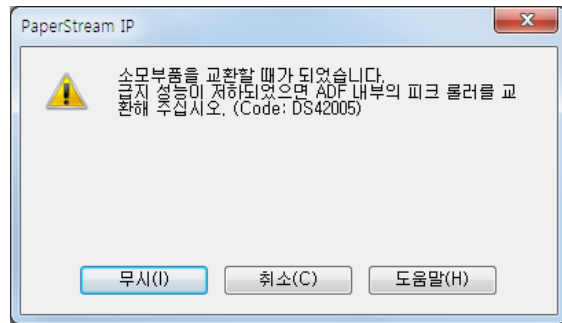 PaperStream IP
소모부품을 교환할 때가 되었습니다.
급지 성능이 저하되었으면 ADF 내부의 피크 롤러를 교
환해 주십시오. (Code: DS42005)
무시(I)
취소(C)
도움말(H)